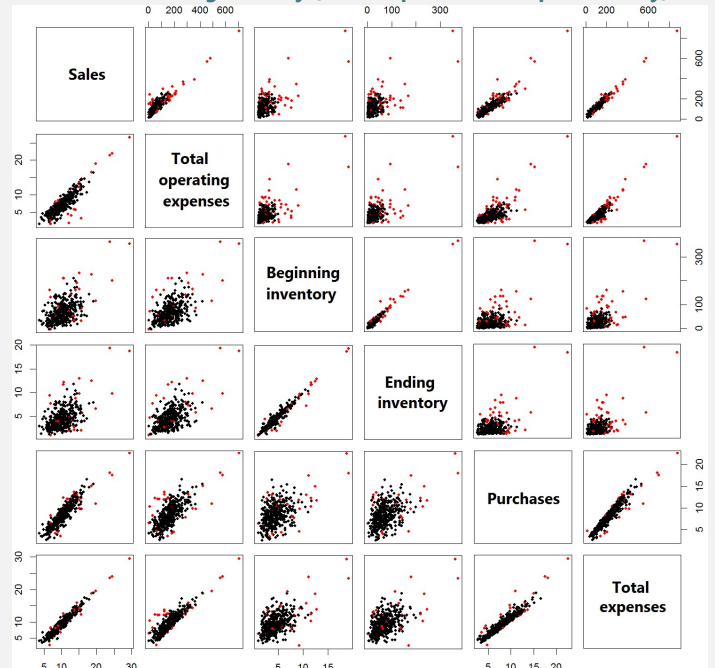 0 200 400 600
0 100 300
0 200 600
Sales
0 200 600
5 10 20
Total
operating
expenses
Beginning
inventory
0 100 300
5 10 15 20
Ending
inventory
Purchases
5 10 15 20
5 10 20 30
Total
expenses
5 10 20 30
5 10 15
5 10 15 20